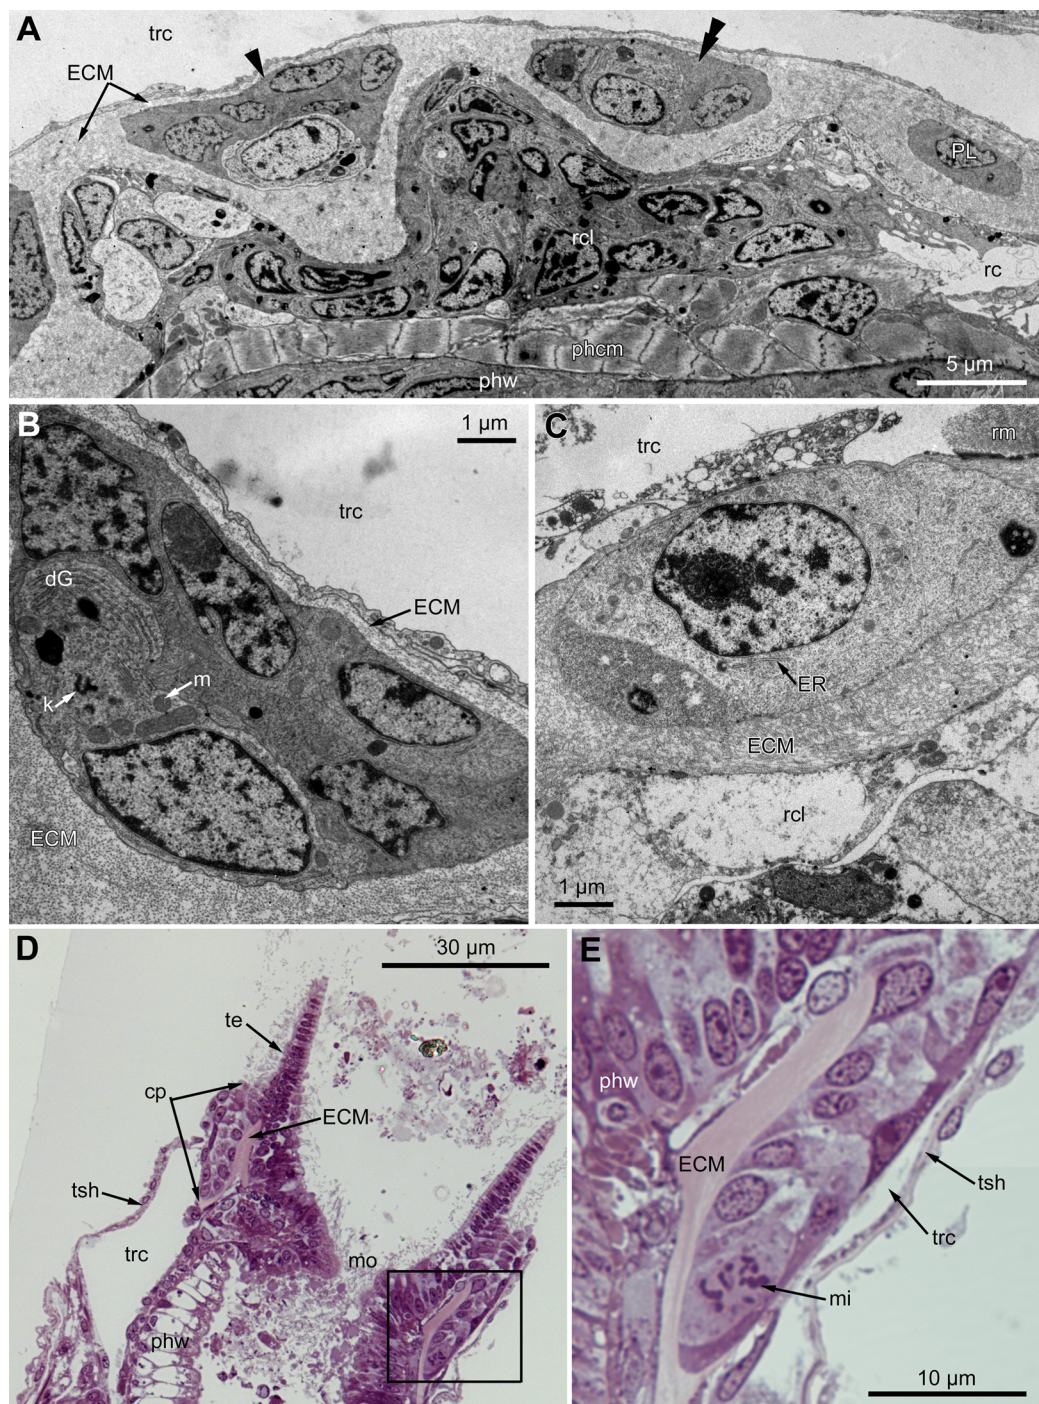 A
trc
ECM
PL
rcl
rc
phcm
phw
5 µm
B
1 µm
trc
dG
ECM
m
k
ECM
C
trc
rm
ER
ECM
rcl
1 µm
D
30 µm
te
cp
ECM
tsh
trc
mo
phw
E
phw
ECM
tsh
trc
mi
10 µm